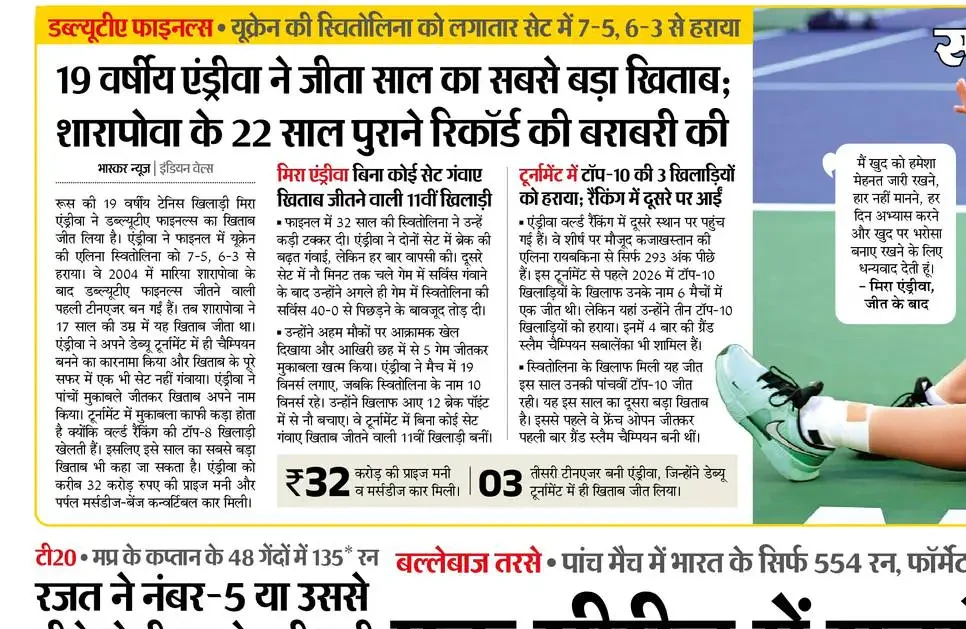 डब्ल्यूटीए फाइनल्स • यूक्रेन की स्वितोलिना को लगातार सेट में 7-5, 6-3 से हराया
19 वर्षीय एंड्रीवा ने जीता साल का सबसे बड़ा खिताब;
शारापोवा के 22 साल पुराने रिकॉर्ड की बराबरी की
भास्कर न्यूज | इंडियन वेल्स
रूस की 19 वर्षीय टेनिस खिलाड़ी मिरा
एंड्रीवा ने डब्ल्यूटीए फाइनल्स का खिताब
जीत लिया है। एंड्रीवा ने फाइनल में यूक्रेन
की एलिना स्वितोलिना को 7-5, 6-3 से
हराया। वे 2004 में मारिया शारापोवा के
बाद डब्ल्यूटीए फाइनल्स जीतने वाली
पहली टीनएजर बन गई हैं। तब शारापोवा ने
17 साल की उम्र में यह खिताब जीता था।
एंड्रीवा ने अपने डेब्यू टूर्नामेंट में ही चैम्पियन
बनने का कारनामा किया और खिताब के पूरे
सफर में एक भी सेट नहीं गंवाया। एंड्रीवा ने
पांचों मुकाबले जीतकर खिताब अपने नाम
किया। टूर्नामेंट में मुकाबला काफी कड़ा होता
है क्योंकि वर्ल्ड रैंकिंग की टॉप-8 खिलाड़ी
खेलती हैं। इसलिए इसे साल का सबसे बड़ा
खिताब भी कहा जा सकता है। एंड्रीवा को
करीब 32 करोड़ रुपए की प्राइज मनी और
पर्पल मर्सडीज-बेंज कन्वर्टिबल कार मिली।
मिरा एंड्रीवा बिना कोई सेट गंवाए
खिताब जीतने वाली 11वीं खिलाड़ी
▪ फाइनल में 32 साल की स्वितोलिना ने उन्हें
कड़ी टक्कर दी। एंड्रीवा ने दोनों सेट में ब्रेक की
बढ़त गंवाई, लेकिन हर बार वापसी की। दूसरे
सेट में नौ मिनट तक चले गेम में सर्विस गंवाने
के बाद उन्होंने अगले ही गेम में स्वितोलिना की
सर्विस 40-0 से पिछड़ने के बावजूद तोड़ दी।
▪ उन्होंने अहम मौकों पर आक्रामक खेल
दिखाया और आखिरी छह में से 5 गेम जीतकर
मुकाबला खत्म किया। एंड्रीवा ने मैच में 19
विनर्स लगाए, जबकि स्वितोलिना के नाम 10
विनर्स रहे। उन्होंने खिलाफ आए 12 ब्रेक पॉइंट
में से नौ बचाए। वे टूर्नामेंट में बिना कोई सेट
गंवाए खिताब जीतने वाली 11वीं खिलाड़ी बनीं।
टूर्नामेंट में टॉप-10 की 3 खिलाड़ियों
को हराया; रैंकिंग में दूसरे पर आईं
▪ एंड्रीवा वर्ल्ड रैंकिंग में दूसरे स्थान पर पहुंच
गई हैं। वे शीर्ष पर मौजूद कजाखस्तान की
एलिना रायबकिना से सिर्फ 293 अंक पीछे
हैं। इस टूर्नामेंट से पहले 2026 में टॉप-10
खिलाड़ियों के खिलाफ उनके नाम 6 मैचों में
एक जीत थी। लेकिन यहां उन्होंने तीन टॉप-10
खिलाड़ियों को हराया। इनमें 4 बार की ग्रैंड
स्लैम चैम्पियन सबालेंका भी शामिल हैं।
▪ स्वितोलिना के खिलाफ मिली यह जीत
इस साल उनकी पांचवीं टॉप-10 जीत
रही। यह इस साल का दूसरा बड़ा खिताब
है। इससे पहले वे फ्रेंच ओपन जीतकर
पहली बार ग्रैंड स्लैम चैम्पियन बनी थीं।
₹32 करोड़ की प्राइज मनी
व मर्सडीज कार मिली।
03 तीसरी टीनएजर बनी एंड्रीवा, जिन्होंने डेब्यू
टूर्नामेंट में ही खिताब जीत लिया।
मैं खुद को हमेशा
मेहनत जारी रखने,
हार नहीं मानने, हर
दिन अभ्यास करने
और खुद पर भरोसा
बनाए रखने के लिए
धन्यवाद देती हूं।
– मिरा एंड्रीवा,
जीत के बाद
टी20 • मप्र के कप्तान के 48 गेंदों में 135* रन
रजत ने नंबर-5 या उससे
बल्लेबाज तरसे • पांच मैच में भारत के सिर्फ 554 रन,